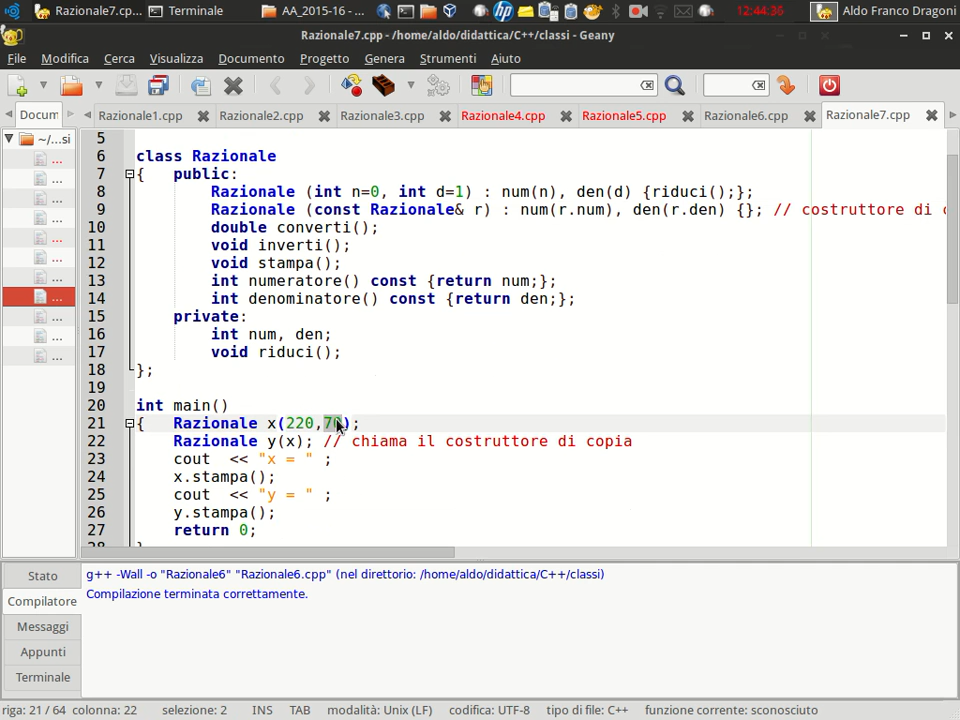 Razionale7.cp...
Terminale
AA_2015-16 - ...
12:44:36
Aldo Franco Dragoni
Razionale7.cpp - /home/aldo/didattica/C++/classi - Geany
File Modifica Cerca Visualizza Documento Progetto Genera Strumenti Aiuto
Docum
Razionale1.cpp
Razionale2.cpp
Razionale3.cpp
Razionale4.cpp
Razionale5.cpp
Razionale6.cpp
Razionale7.cpp
~/...si
...
...
...
...
...
...
...
...
...
...
...
5
6 class Razionale
7 { public:
8 Razionale (int n=0, int d=1) : num(n), den(d) {riduci();};
9 Razionale (const Razionale& r) : num(r.num), den(r.den) {}; // costruttore di
10 double converti();
11 void inverti();
12 void stampa();
13 int numeratore() const {return num;};
14 int denominatore() const {return den;};
15 private:
16 int num, den;
17 void riduci();
18 };
19
20 int main()
21 { Razionale x(220,70);
22 Razionale y(x); // chiama il costruttore di copia
23 cout << "x = " ;
24 x.stampa();
25 cout << "y = " ;
26 y.stampa();
27 return 0;
28 }
Stato
Compilatore
Messaggi
Appunti
Terminale
g++ -Wall -o "Razionale6" "Razionale6.cpp" (nel direttorio: /home/aldo/didattica/C++/classi)
Compilazione terminata correttamente.
riga: 21 / 64 colonna: 22 selezione: 2 INS TAB modalità: Unix (LF) codifica: UTF-8 tipo di file: C++ funzione corrente: sconosciuto